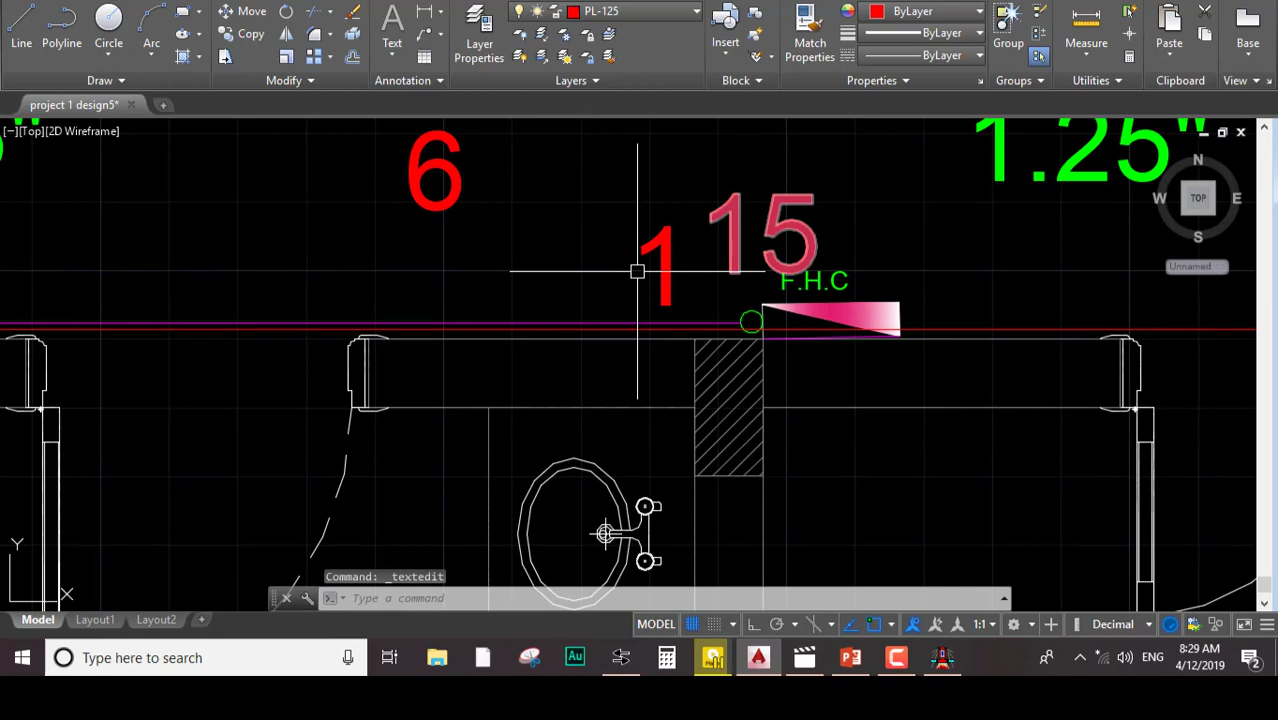 Line
Polyline
Circle
Arc
Move
Copy
Text
Layer
Properties
PL-125
Insert
Match
Properties
ByLayer
ByLayer
ByLayer
Group
Measure
Paste
Base
Draw
Modify
Annotation
Layers
Block
Properties
Groups
Utilities
Clipboard
View
project 1 design5*
[−][Top][2D Wireframe]
6
15
1
1.25"
F.H.C
N
W
TOP
E
S
Unnamed
Y
X
Command: _textedit
Type a command
Model
Layout1
Layout2
MODEL
1:1
Decimal
Type here to search
Au
ENG
8:29 AM
4/12/2019
2